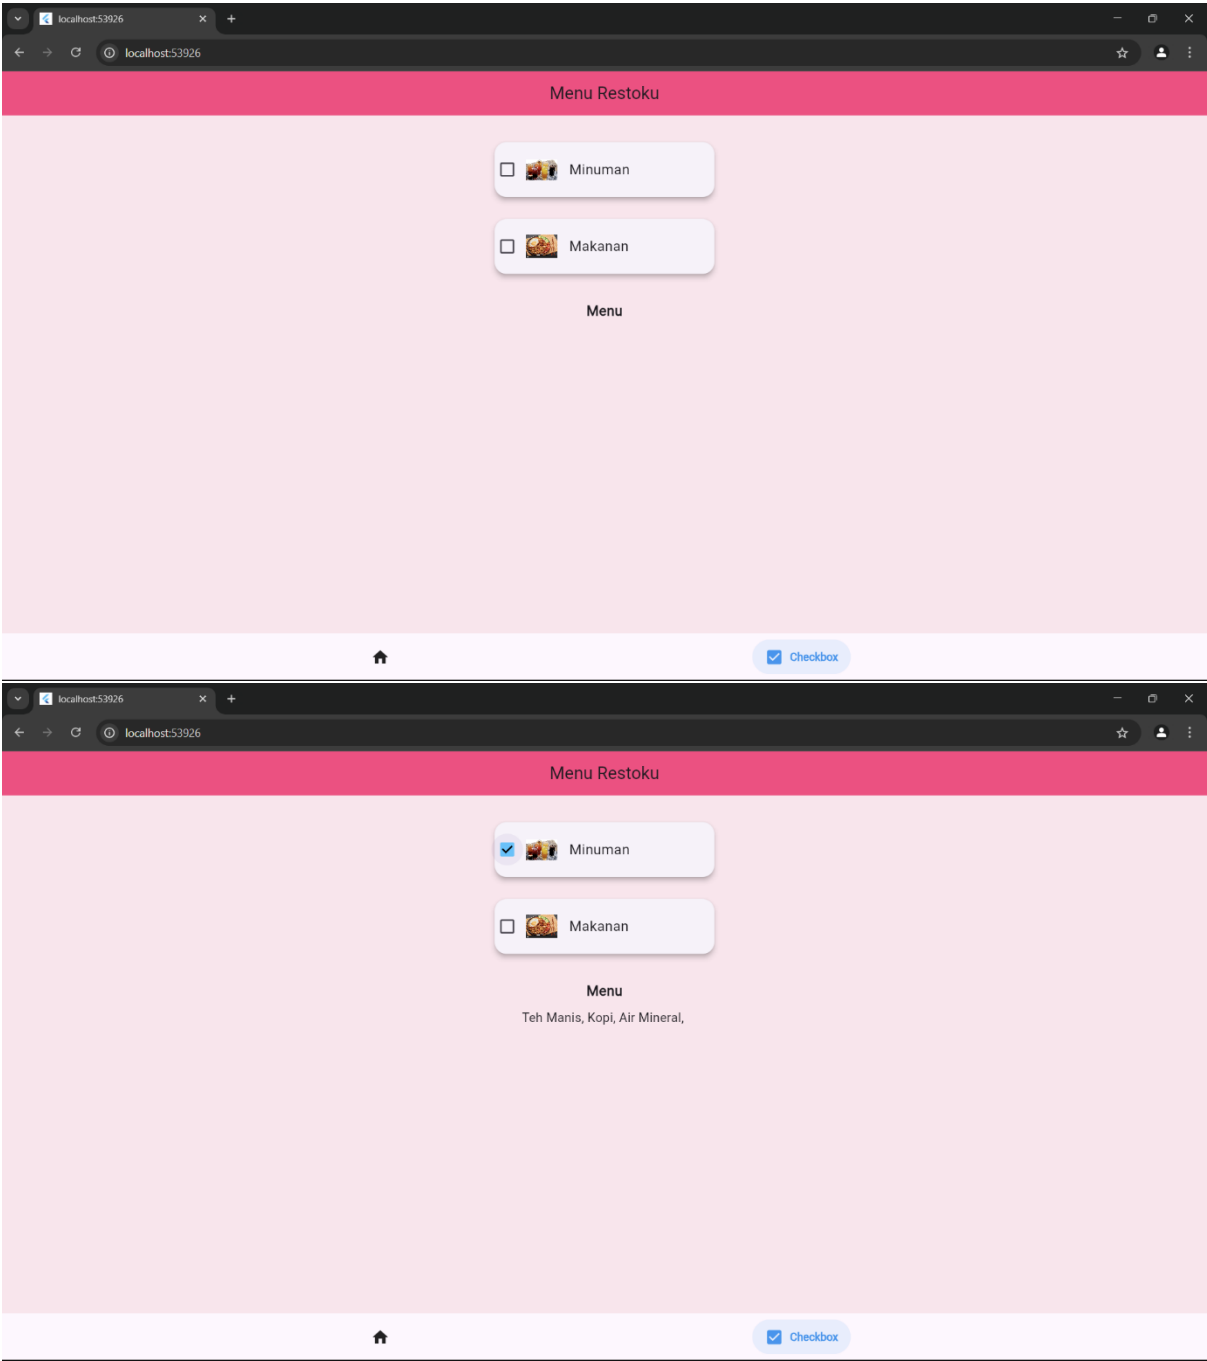 localhost:53926
localhost:53926
Menu Restoku
Minuman
Makanan
Menu
Checkbox
localhost:53926
localhost:53926
Menu Restoku
Minuman
Makanan
Menu
Teh Manis, Kopi, Air Mineral,
Checkbox